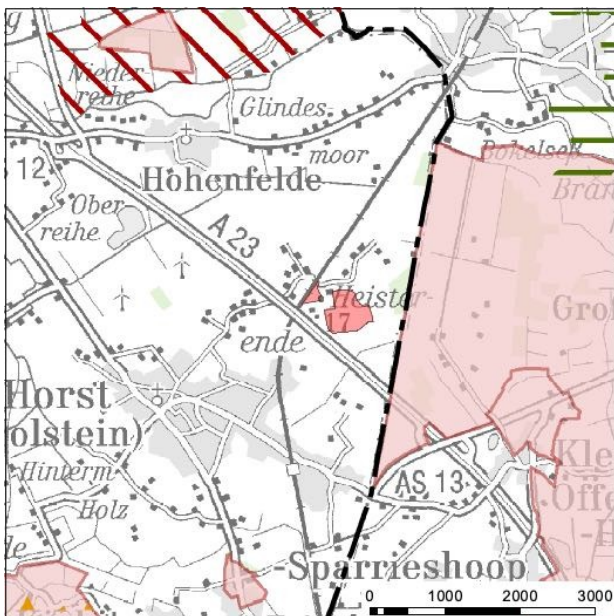 Nieder
reihe
Glindes
moor
Hohenfelde
12
Ober
reihe
A 23
Bokelseß
Heister
17
ende
Horst
olstein)
Hinterm
Holz
AS 13
Sparrieshoop
0 1000 2000 3000